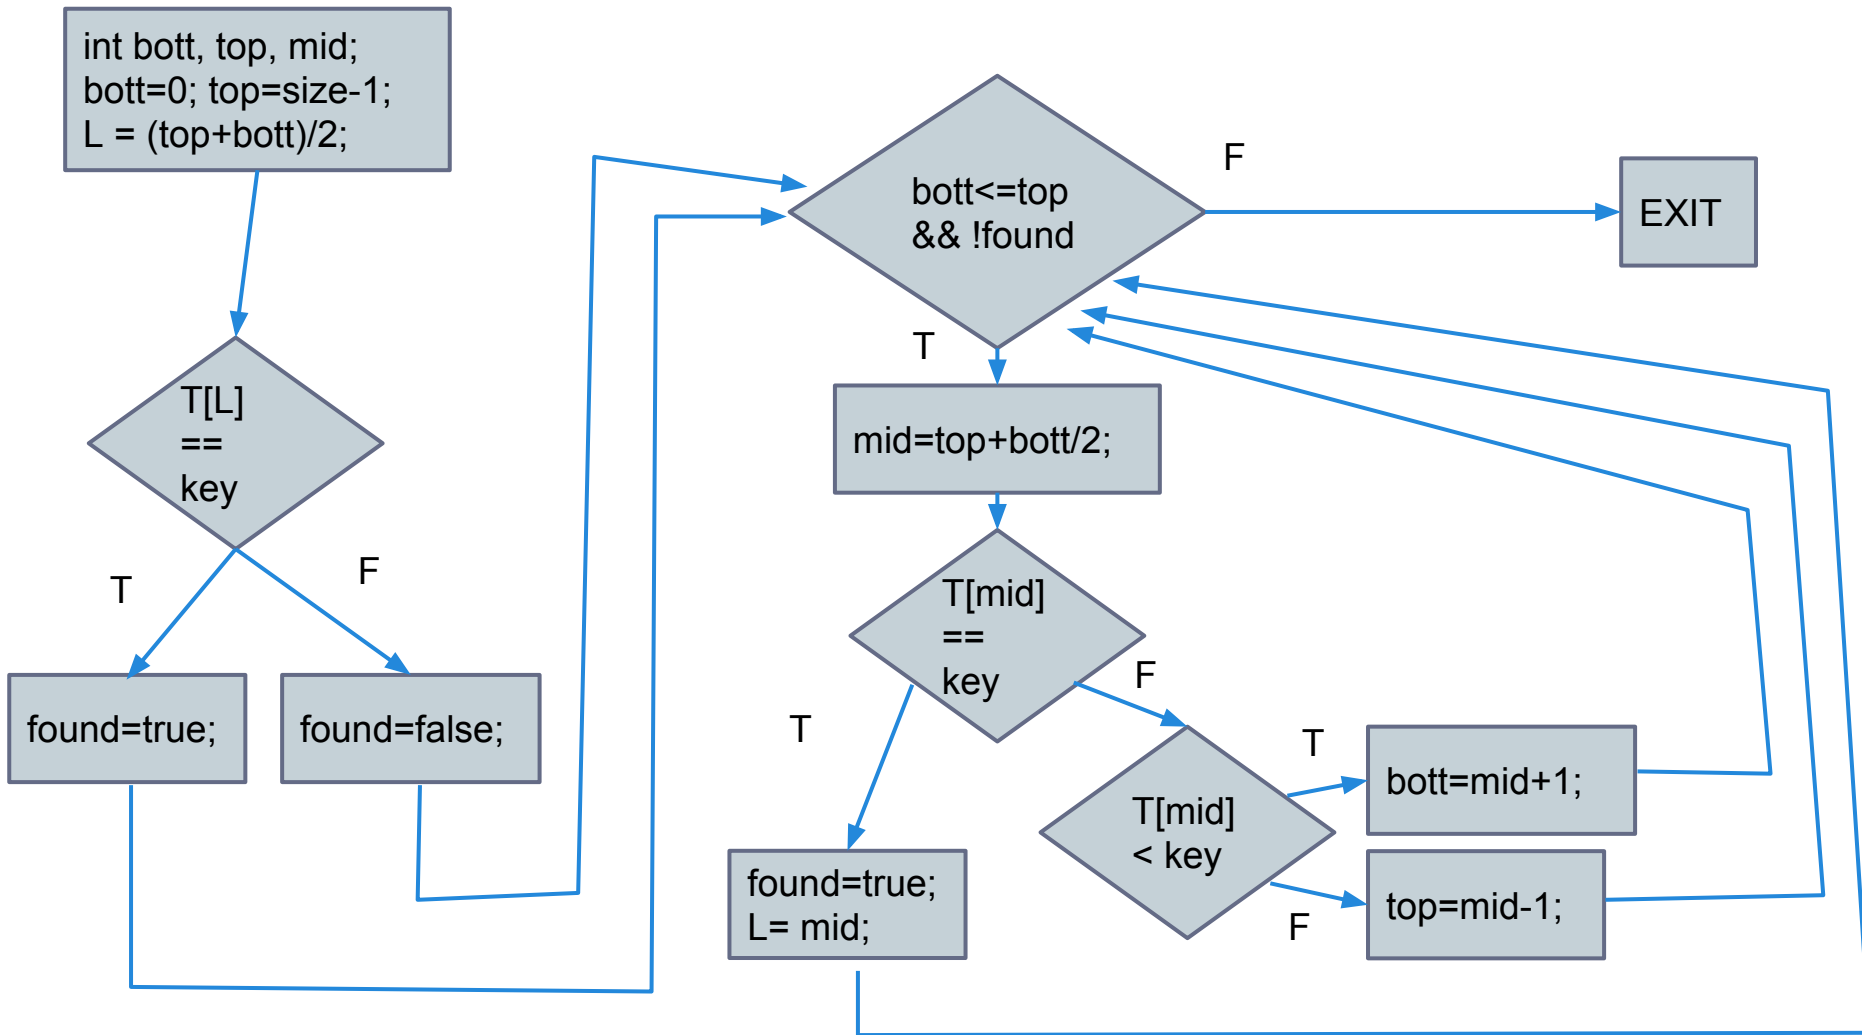 int bott, top, mid;
bott=0; top=size-1;
L = (top+bott)/2;
T[L]
==
key
T
F
found=true;
found=false;
bott<=top
&& !found
F
EXIT
T
mid=top+bott/2;
T[mid]
==
key
T
F
found=true;
L= mid;
T[mid]
< key
T
bott=mid+1;
F
top=mid-1;